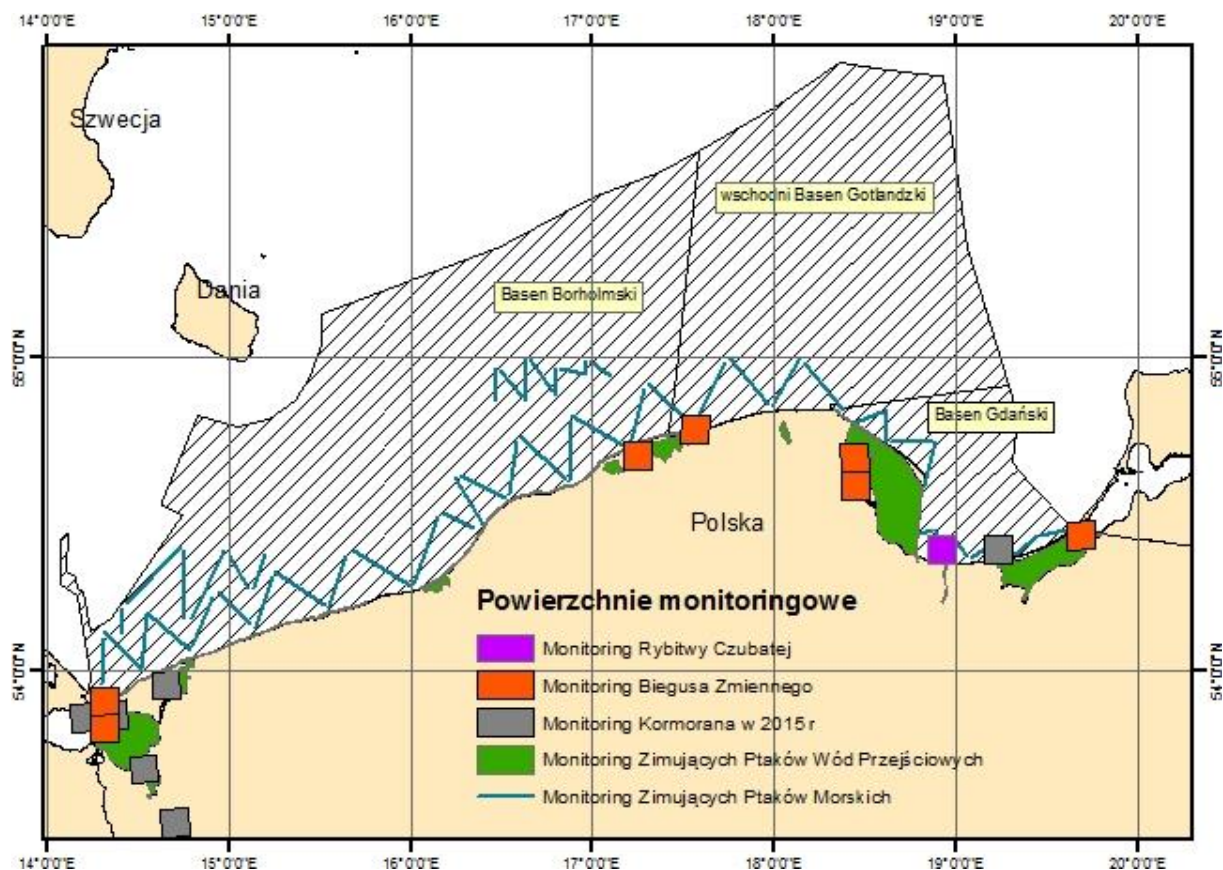 14°0'0"E 15°0'0"E 16°0'0"E 17°0'0"E 18°0'0"E 19°0'0"E 20°0'0"E
Szwecja
wschodni Basen Gotlandzki
Dania
Basen Borholmski
55°0'0"N 55°0'0"N
Basen Gdański
Polska
Powierzchnie monitoringowe
Monitoring Rybitwy Czubatej
54°0'0"N 54°0'0"N
Monitoring Biegusa Zmiennego
Monitoring Kormorana w 2015 r
Monitoring Zimujących Ptaków Wód Przejściowych
Monitoring Zimujących Ptaków Morskich
14°0'0"E 15°0'0"E 16°0'0"E 17°0'0"E 18°0'0"E 19°0'0"E 20°0'0"E